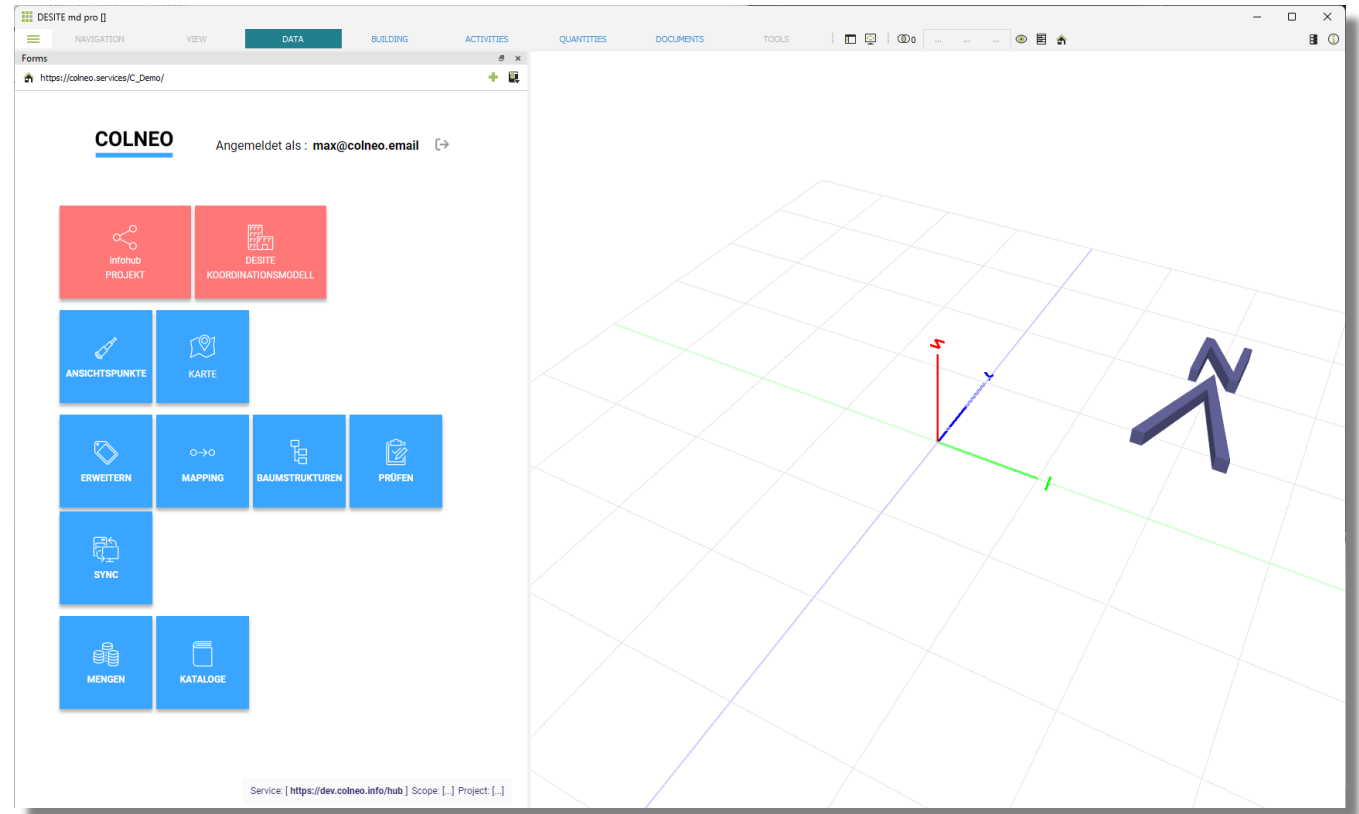 DESITE md pro []
NAVIGATION VIEW DATA BUILDING ACTIVITIES QUANTITIES DOCUMENTS TOOLS 0 ... ... ...
Forms
https://colneo.services/C_Demo/
COLNEO
Angemeldet als : max@colneo.email
infohub
PROJEKT
DESITE
KOORDINATIONSMODELL
ANSICHTSPUNKTE
KARTE
ERWEITERN
MAPPING
BAUMSTRUKTUREN
PRÜFEN
SYNC
MENGEN
KATALOGE
Service: [ https://dev.colneo.info/hub ] Scope: [...] Project: [...]